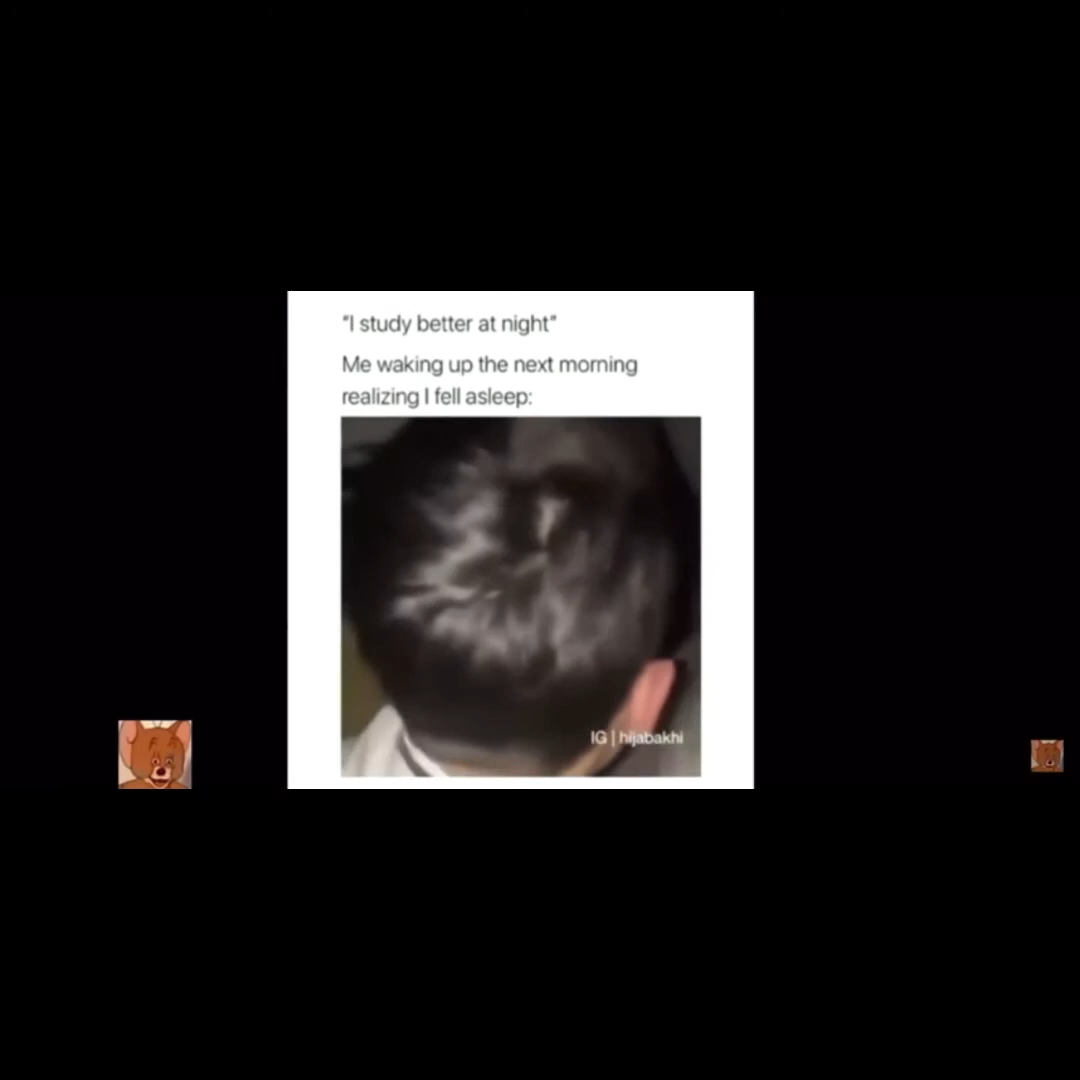 “I study better at night”
Me waking up the next morning
realizing I fell asleep:
IG | hijabakhi